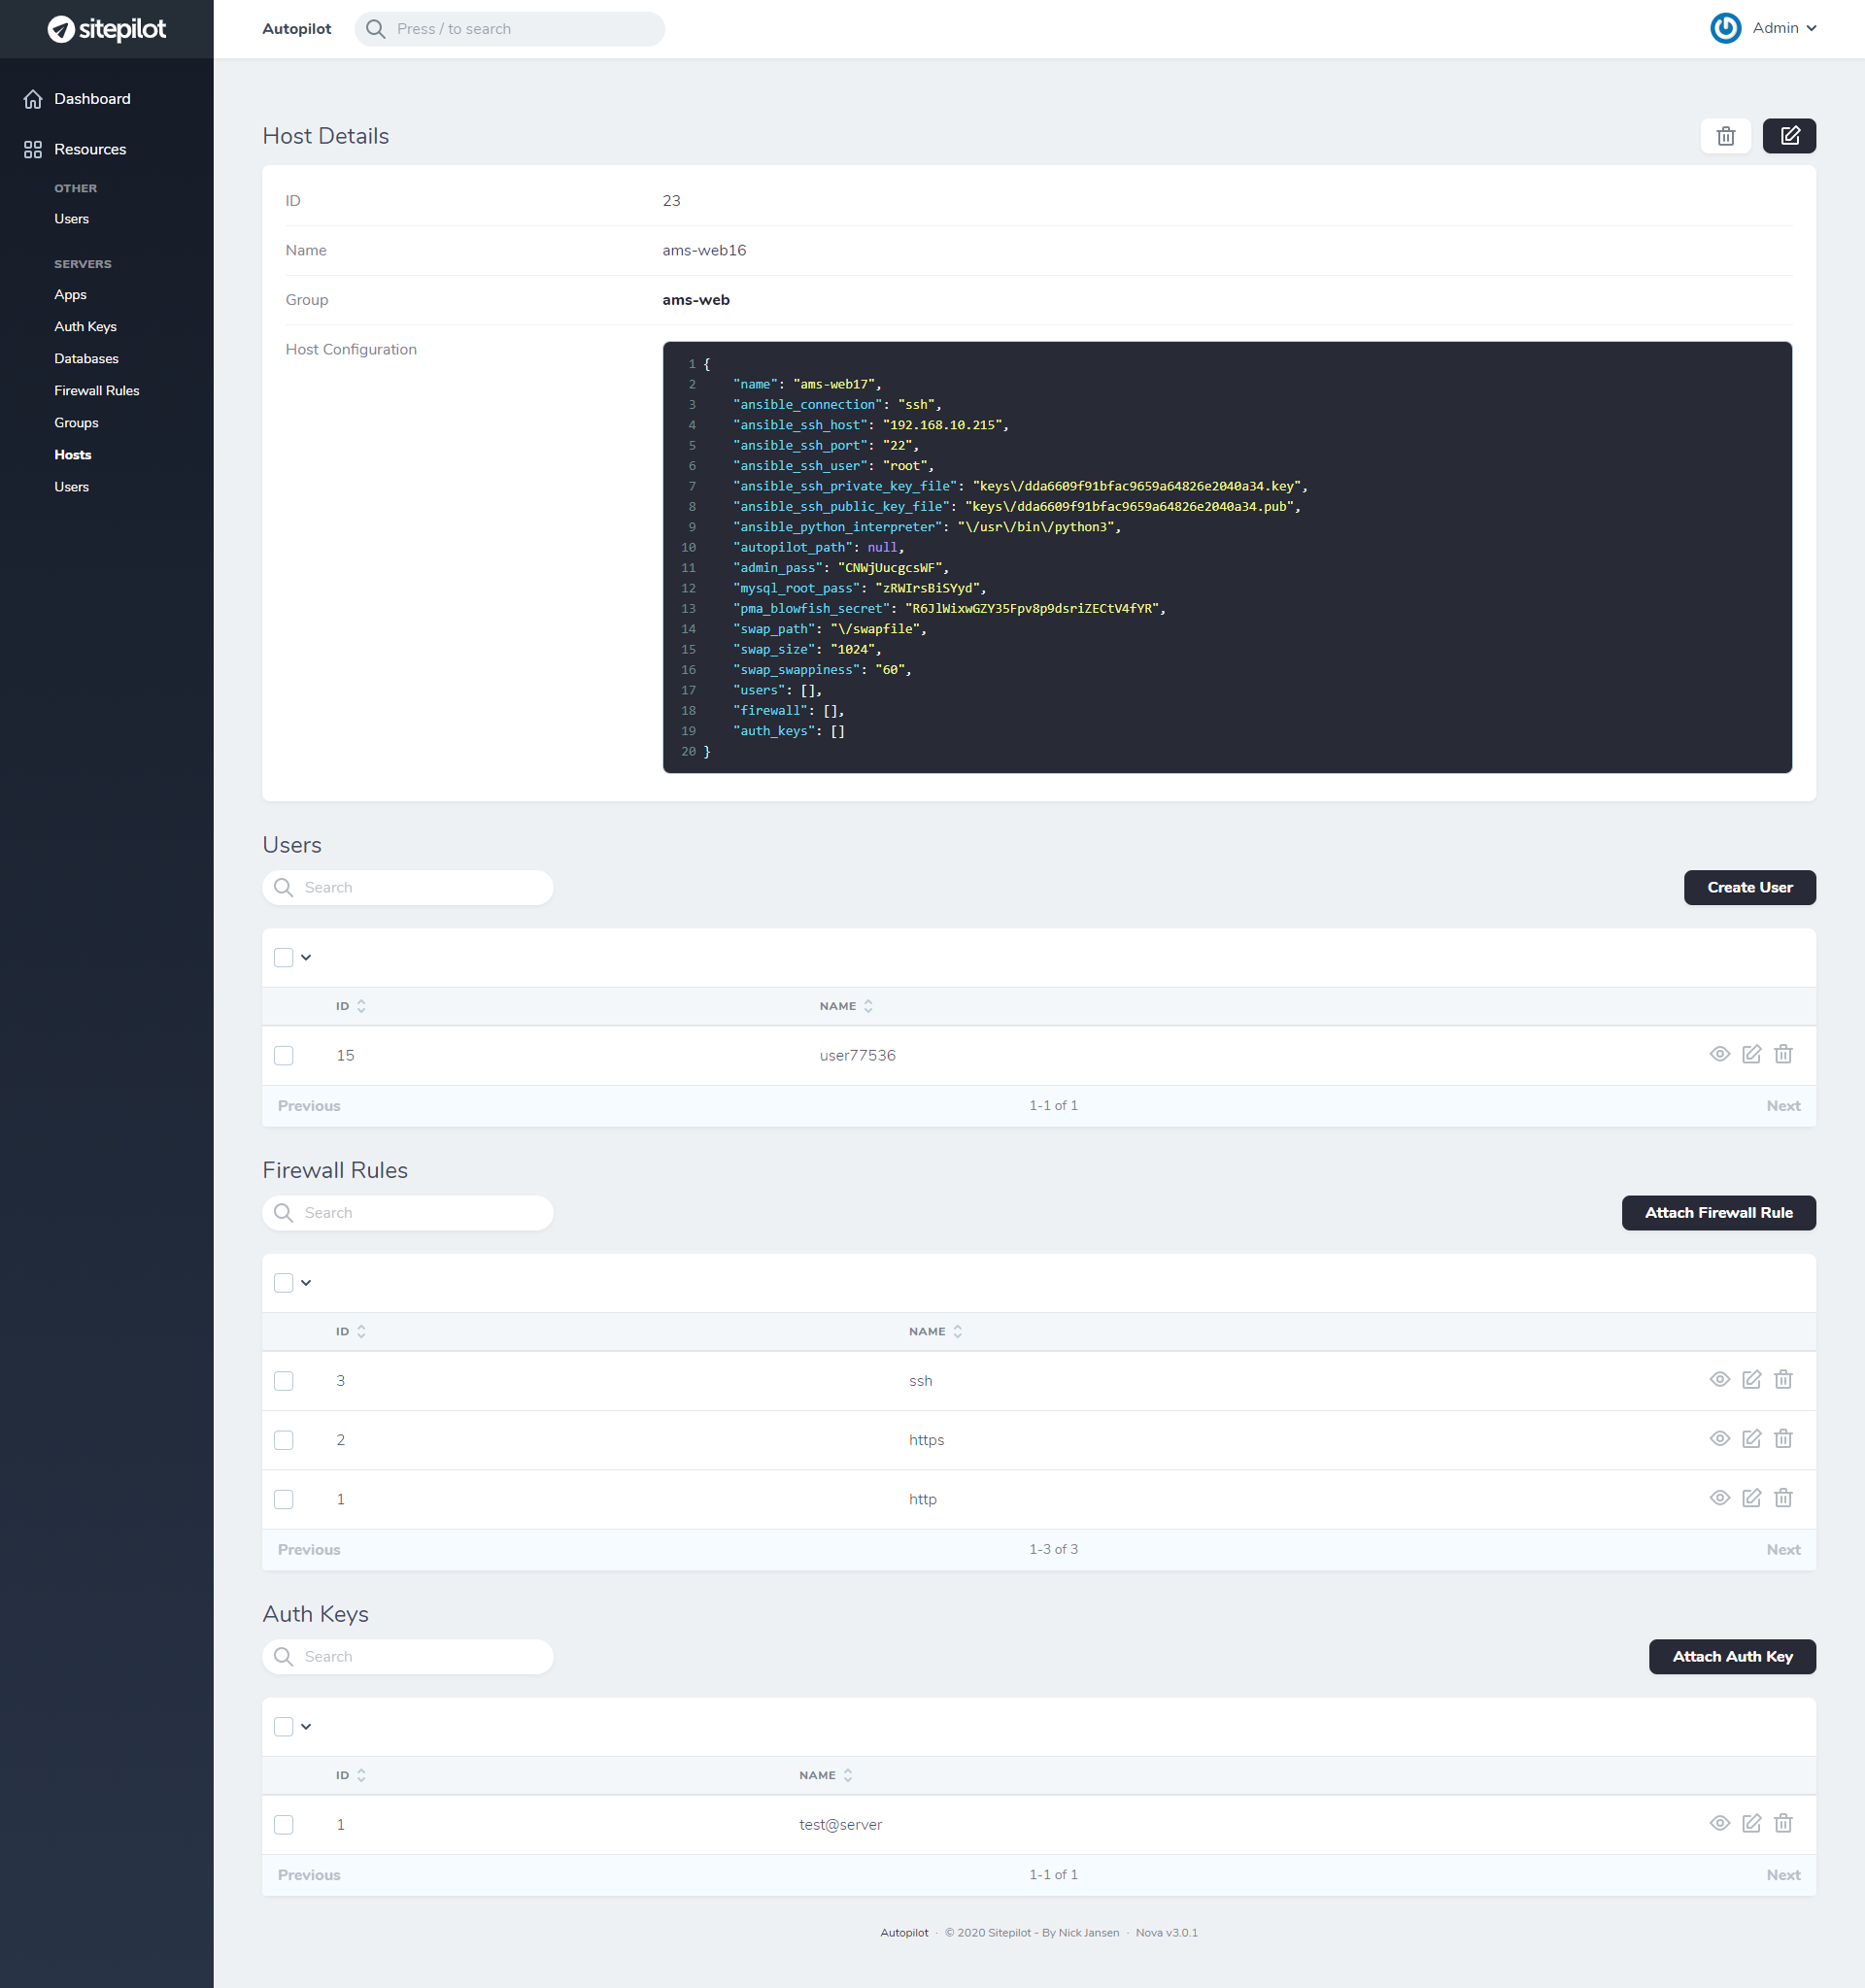 sitepilot
Autopilot
Press / to search
Admin
Dashboard
Resources
OTHER
Users
SERVERS
Apps
Auth Keys
Databases
Firewall Rules
Groups
Hosts
Users
Host Details
ID 23
Name ams-web16
Group ams-web
Host Configuration
1 {
2 "name": "ams-web17",
3 "ansible_connection": "ssh",
4 "ansible_ssh_host": "192.168.10.215",
5 "ansible_ssh_port": "22",
6 "ansible_ssh_user": "root",
7 "ansible_ssh_private_key_file": "keys\/dda6609f91bfac9659a64826e2040a34.key",
8 "ansible_ssh_public_key_file": "keys\/dda6609f91bfac9659a64826e2040a34.pub",
9 "ansible_python_interpreter": "\/usr\/bin\/python3",
10 "autopilot_path": null,
11 "admin_pass": "CNWjUucgcsWF",
12 "mysql_root_pass": "zRWIrsBiSYyd",
13 "pma_blowfish_secret": "R6JlWixwGZY35Fpv8p9dsriZECtV4fYR",
14 "swap_path": "\/swapfile",
15 "swap_size": "1024",
16 "swap_swappiness": "60",
17 "users": [],
18 "firewall": [],
19 "auth_keys": []
20 }
Users
Search
Create User
ID NAME
15 user77536
Previous 1-1 of 1 Next
Firewall Rules
Search
Attach Firewall Rule
ID NAME
3 ssh
2 https
1 http
Previous 1-3 of 3 Next
Auth Keys
Search
Attach Auth Key
ID NAME
1 test@server
Previous 1-1 of 1 Next
Autopilot · © 2020 Sitepilot - By Nick Jansen · Nova v3.0.1